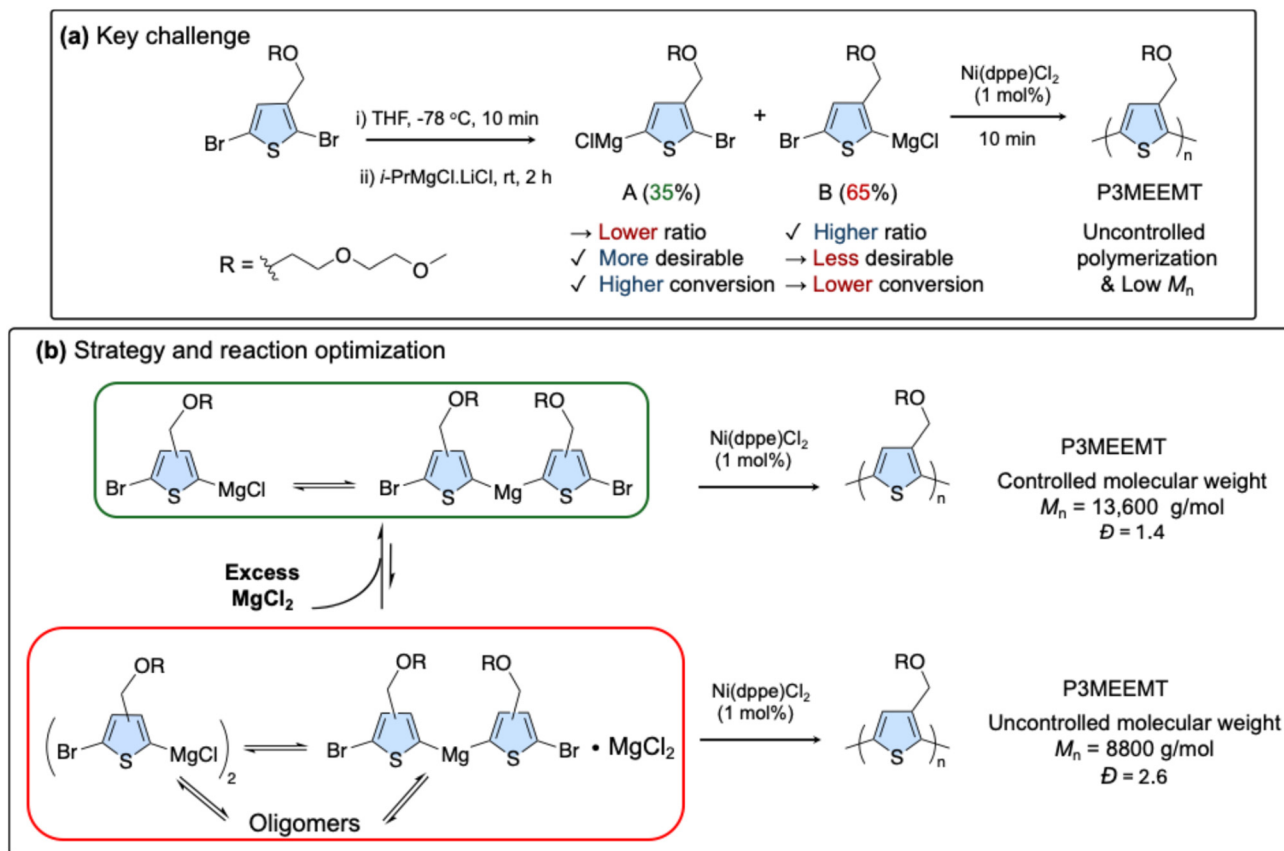 (a) Key challenge
RO
Br
S
Br
i) THF, -78 °C, 10 min
ii) i-PrMgCl.LiCl, rt, 2 h
RO
ClMg
S
Br
+
RO
Br
S
MgCl
Ni(dppe)Cl2
(1 mol%)
10 min
RO
S
n
A (35%)
B (65%)
P3MEEMT
→ Lower ratio
✓ More desirable
✓ Higher conversion
✓ Higher ratio
→ Less desirable
→ Lower conversion
Uncontrolled
polymerization
& Low Mn
R =
O
O
(b) Strategy and reaction optimization
OR
Br
S
MgCl
OR
RO
Br
S
Mg
S
Br
Ni(dppe)Cl2
(1 mol%)
RO
S
n
P3MEEMT
Controlled molecular weight
Mn = 13,600 g/mol
Đ = 1.4
Excess
MgCl2
OR
(Br
S
MgCl)2
OR
RO
Br
S
Mg
S
Br • MgCl2
Oligomers
Ni(dppe)Cl2
(1 mol%)
RO
S
n
P3MEEMT
Uncontrolled molecular weight
Mn = 8800 g/mol
Đ = 2.6